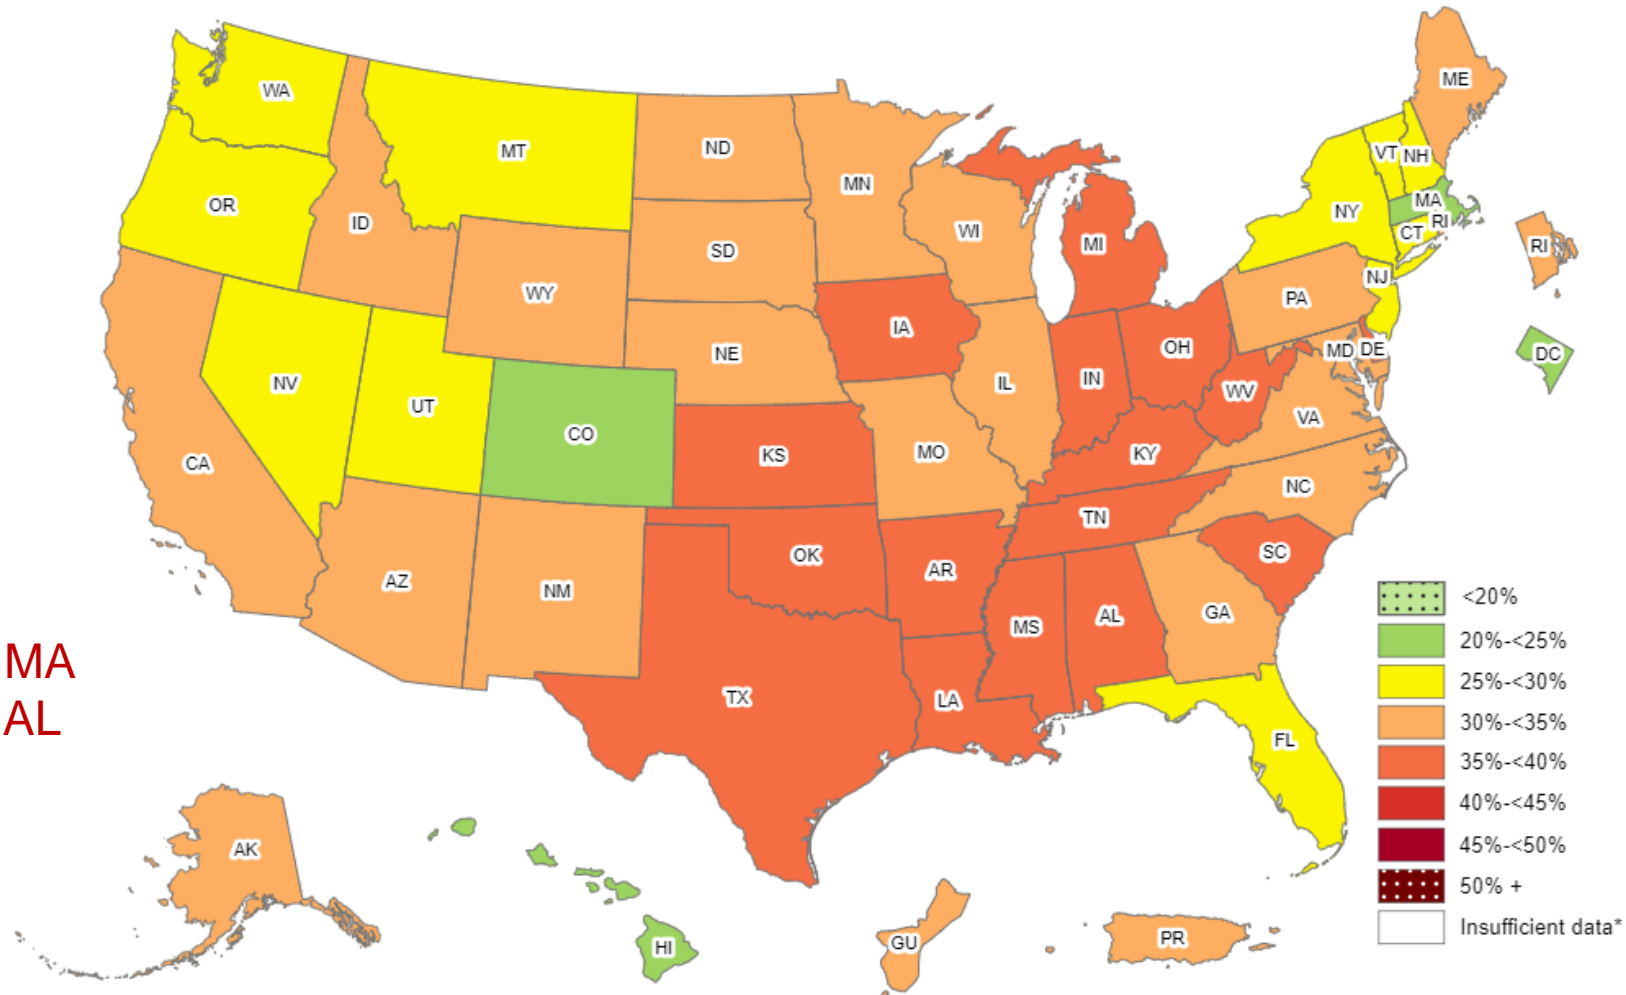 WA
MT
ND
MN
ME
VT
NH
OR
ID
SD
WI
MI
NY
MA
RI
CT
RI
WY
NE
IA
PA
NJ
DC
NV
UT
CO
IL
IN
OH
MD
DE
WV
VA
CA
KS
MO
KY
NC
TN
AZ
NM
OK
AR
SC
MS
AL
GA
TX
LA
FL
MA
AL
AK
HI
GU
PR
<20%
20%-<25%
25%-<30%
30%-<35%
35%-<40%
40%-<45%
45%-<50%
50% +
Insufficient data*